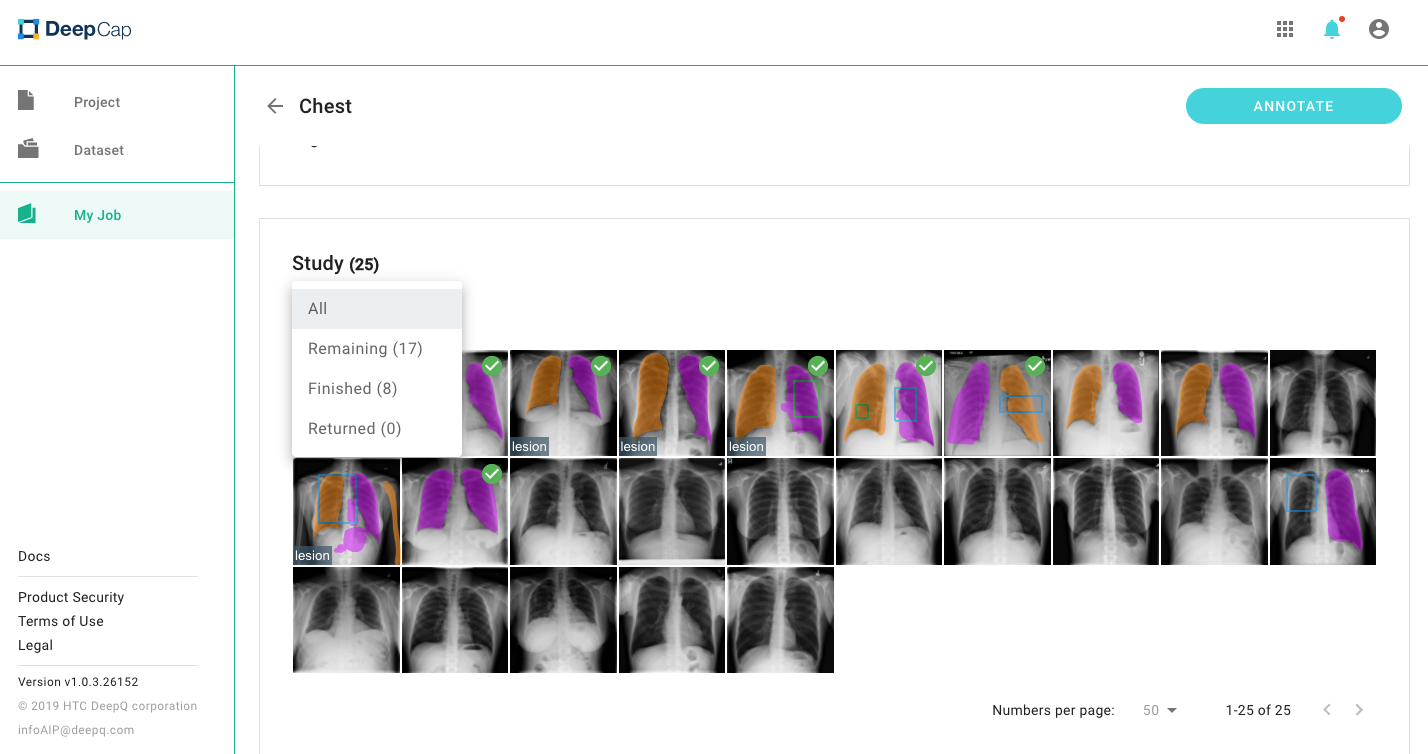 DeepCap
Project
Dataset
My Job
Chest
ANNOTATE
Study (25)
All
Remaining (17)
Finished (8)
Returned (0)
lesion
lesion
lesion
lesion
Numbers per page:
50
1-25 of 25
Docs
Product Security
Terms of Use
Legal
Version v1.0.3.26152
© 2019 HTC DeepQ corporation
infoAIP@deepq.com